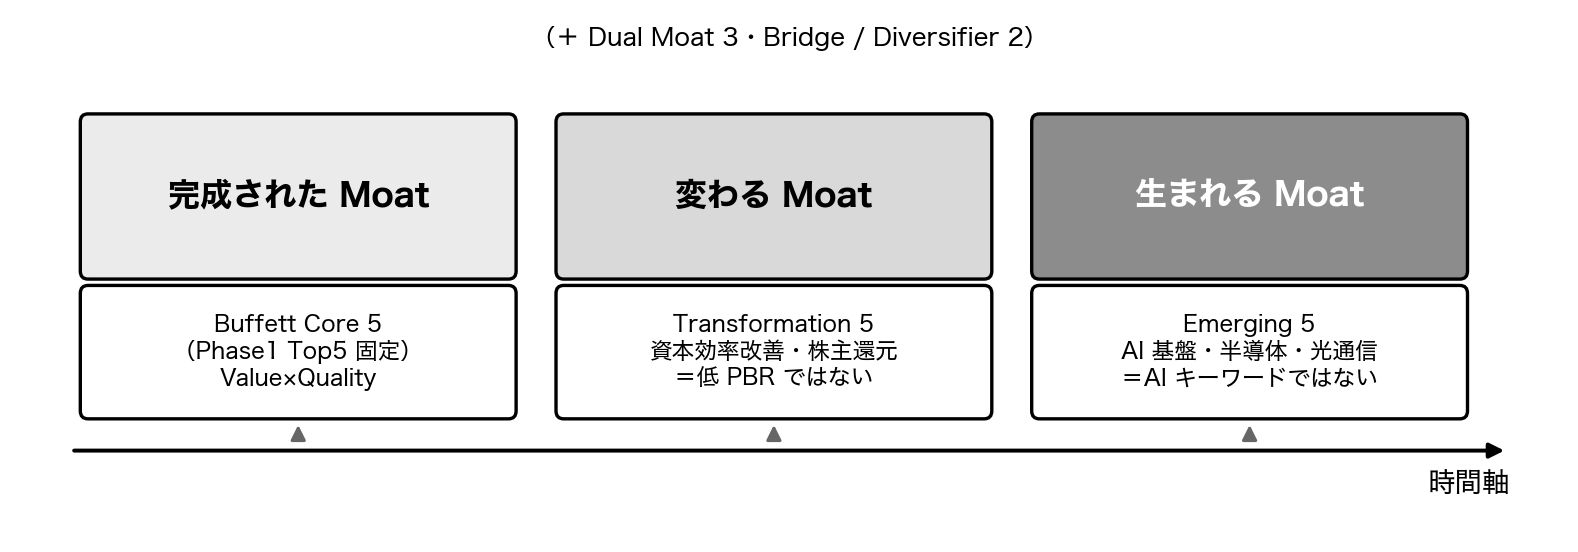 （＋ Dual Moat 3・Bridge / Diversifier 2）
完成された Moat
変わる Moat
生まれる Moat
Buffett Core 5
（Phase1 Top5 固定）
Value×Quality
Transformation 5
資本効率改善・株主還元
＝低 PBR ではない
Emerging 5
AI 基盤・半導体・光通信
＝AI キーワードではない
時間軸